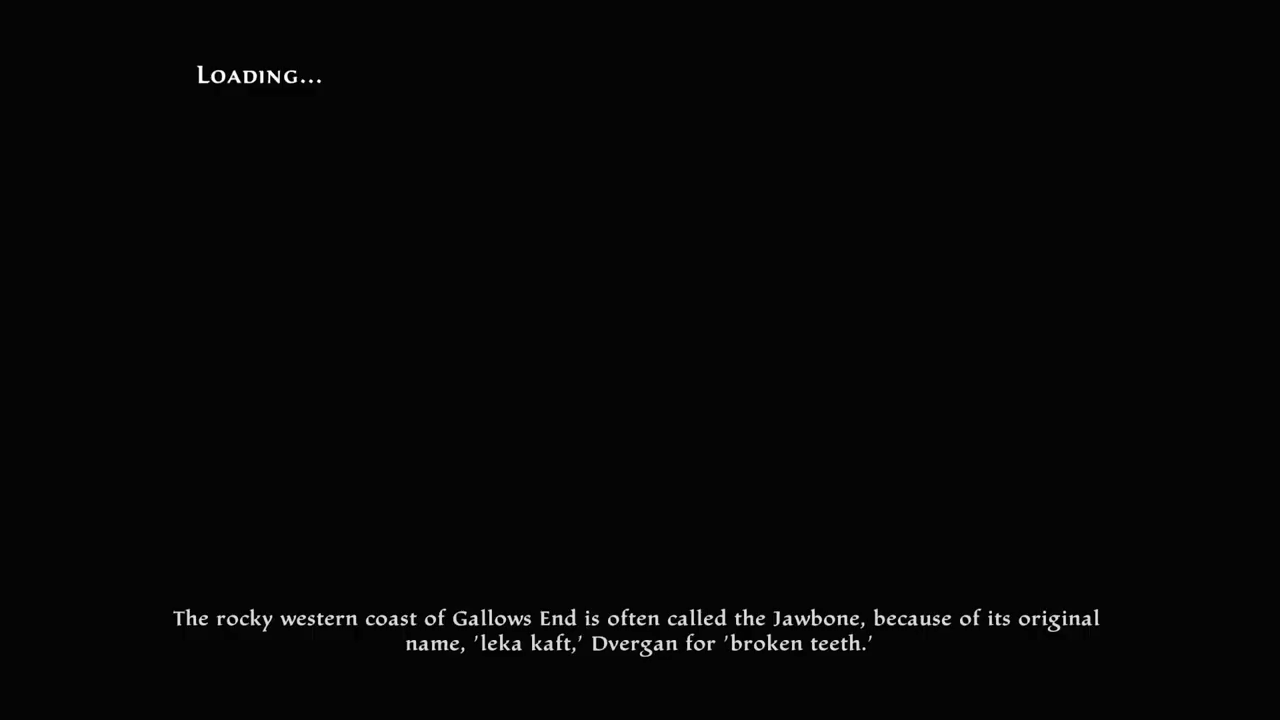 Loading...
The rocky western coast of Gallows End is often called the Jawbone, because of its original
name, 'leka kaft,' Dvergan for 'broken teeth.'